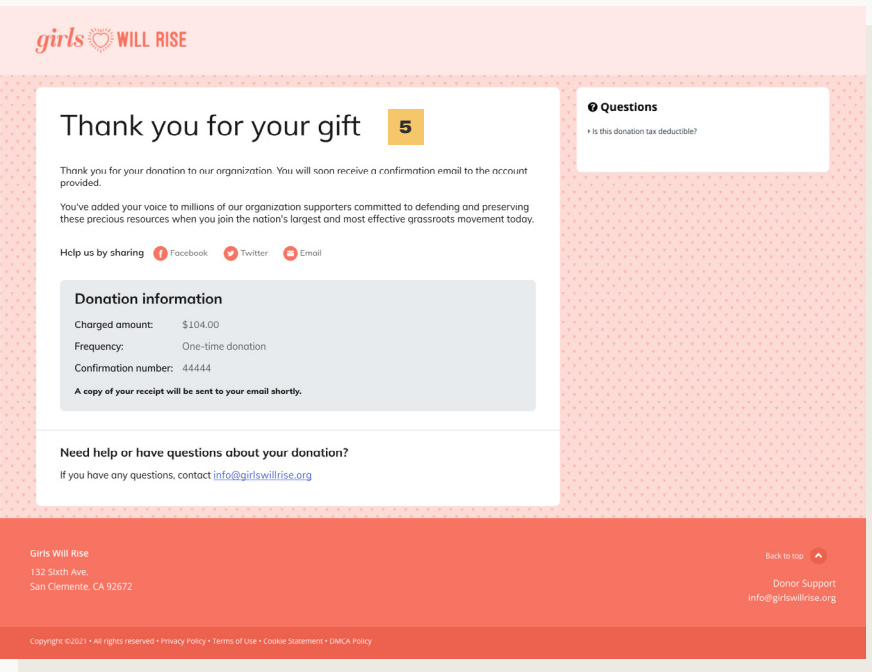 girls WILL RISE
Thank you for your gift
5
Thank you for your donation to our organization. You will soon receive a confirmation email to the account
provided.
You've added your voice to millions of our organization supporters committed to defending and preserving
these precious resources when you join the nation's largest and most effective grassroots movement today.
Help us by sharing Facebook Twitter Email
Donation information
Charged amount: $104.00
Frequency: One-time donation
Confirmation number: 44444
A copy of your receipt will be sent to your email shortly.
Need help or have questions about your donation?
If you have any questions, contact info@girlswillrise.org
Questions
Is this donation tax deductible?
Girls Will Rise
132 Sixth Ave.
San Clemente, CA 92672
Back to top
Donor Support
info@girlswillrise.org
Copyright ©2021 • All rights reserved • Privacy Policy • Terms of Use • Cookie Statement • DMCA Policy